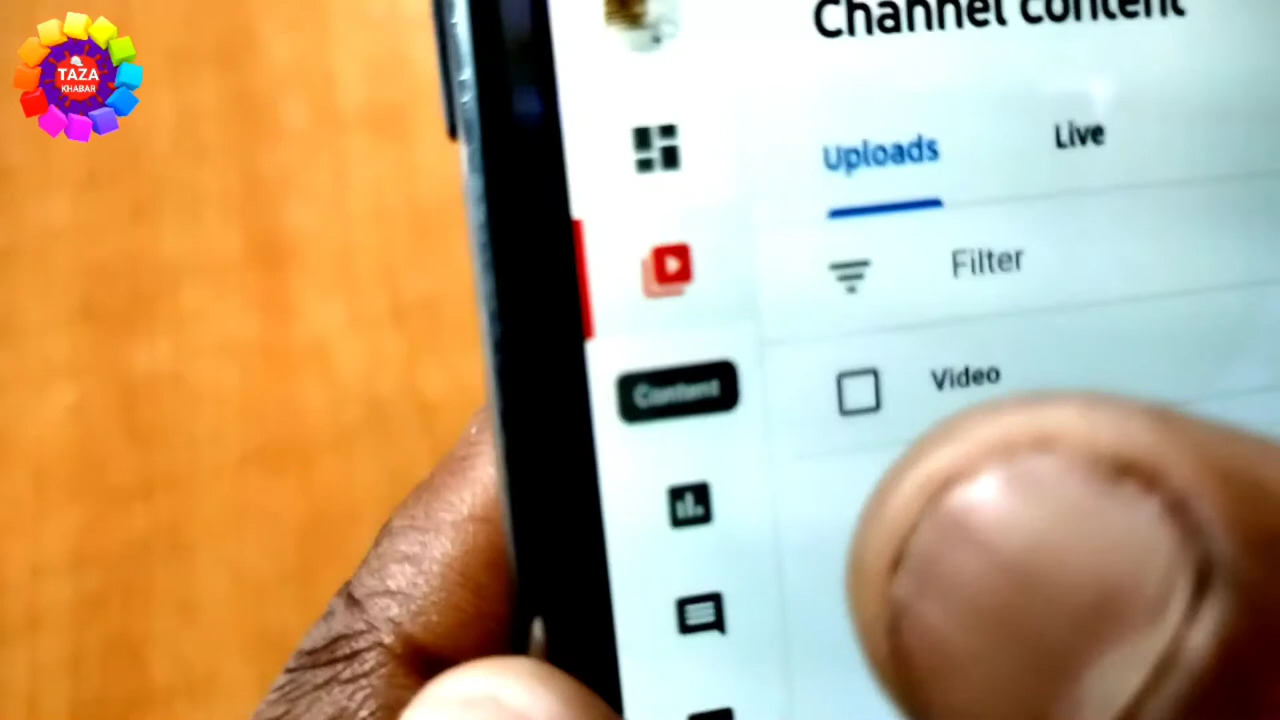 TAZA
KHABAR
Channel content
Uploads
Live
Filter
Content
Video